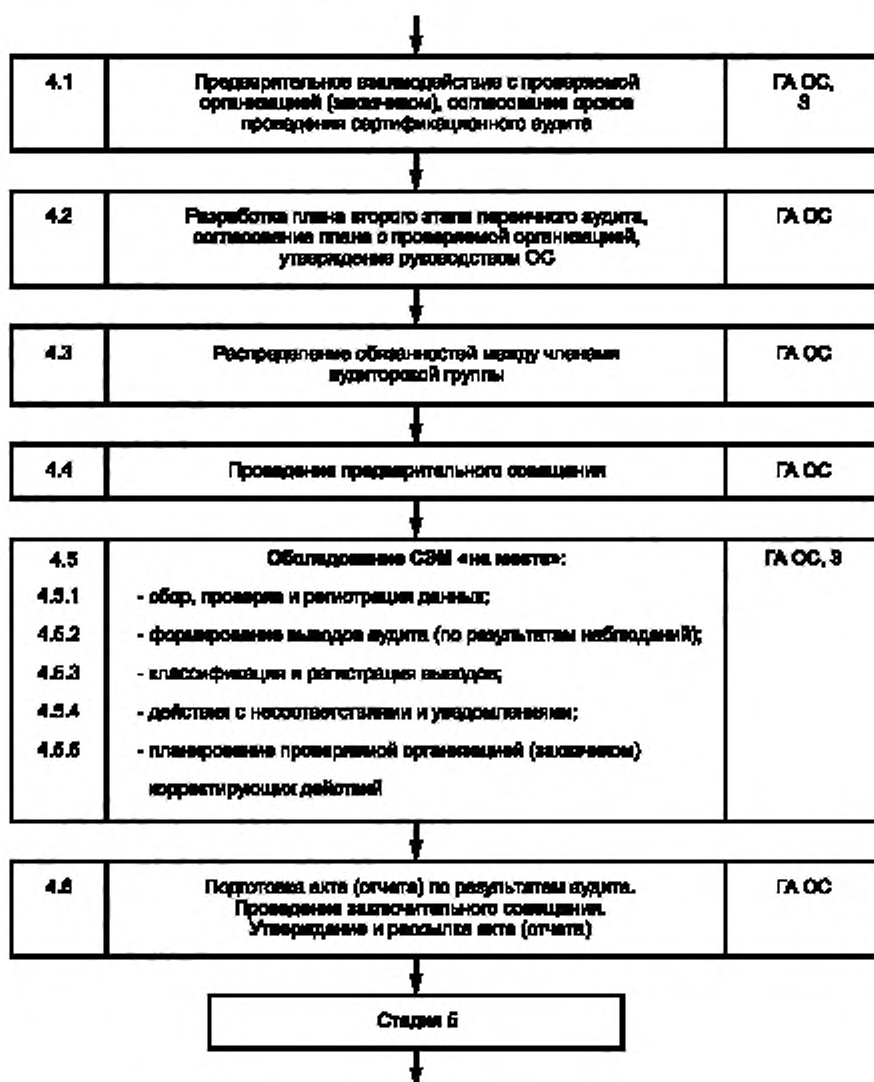 4.1
Предварительное взаимодействие с проверяемой
организацией (заказчиком), согласование сроков
проведения сертификационного аудита
ГА ОС,
З
4.2
Разработка плана второго этапа первичного аудита,
согласование плана с проверяемой организацией,
утверждение руководством ОС
ГА ОС
4.3
Распределение обязанностей между членами
аудиторской группы
ГА ОС
4.4
Проведение предварительного совещания
ГА ОС
4.5
Обследование СЭМ «на месте»:
ГА ОС, З
4.5.1
- сбор, проверка и регистрация данных;
4.5.2
- формирование выводов аудита (по результатам наблюдений);
4.5.3
- классификация и регистрация выводов;
4.5.4
- действия с несоответствиями и уведомлениями;
4.5.5
- планирование проверяемой организацией (заказчиком)
корректирующих действий
4.6
Подготовка акта (отчета) по результатам аудита.
Проведение заключительного совещания.
Утверждение и рассылка акта (отчета)
ГА ОС
Стадия 5